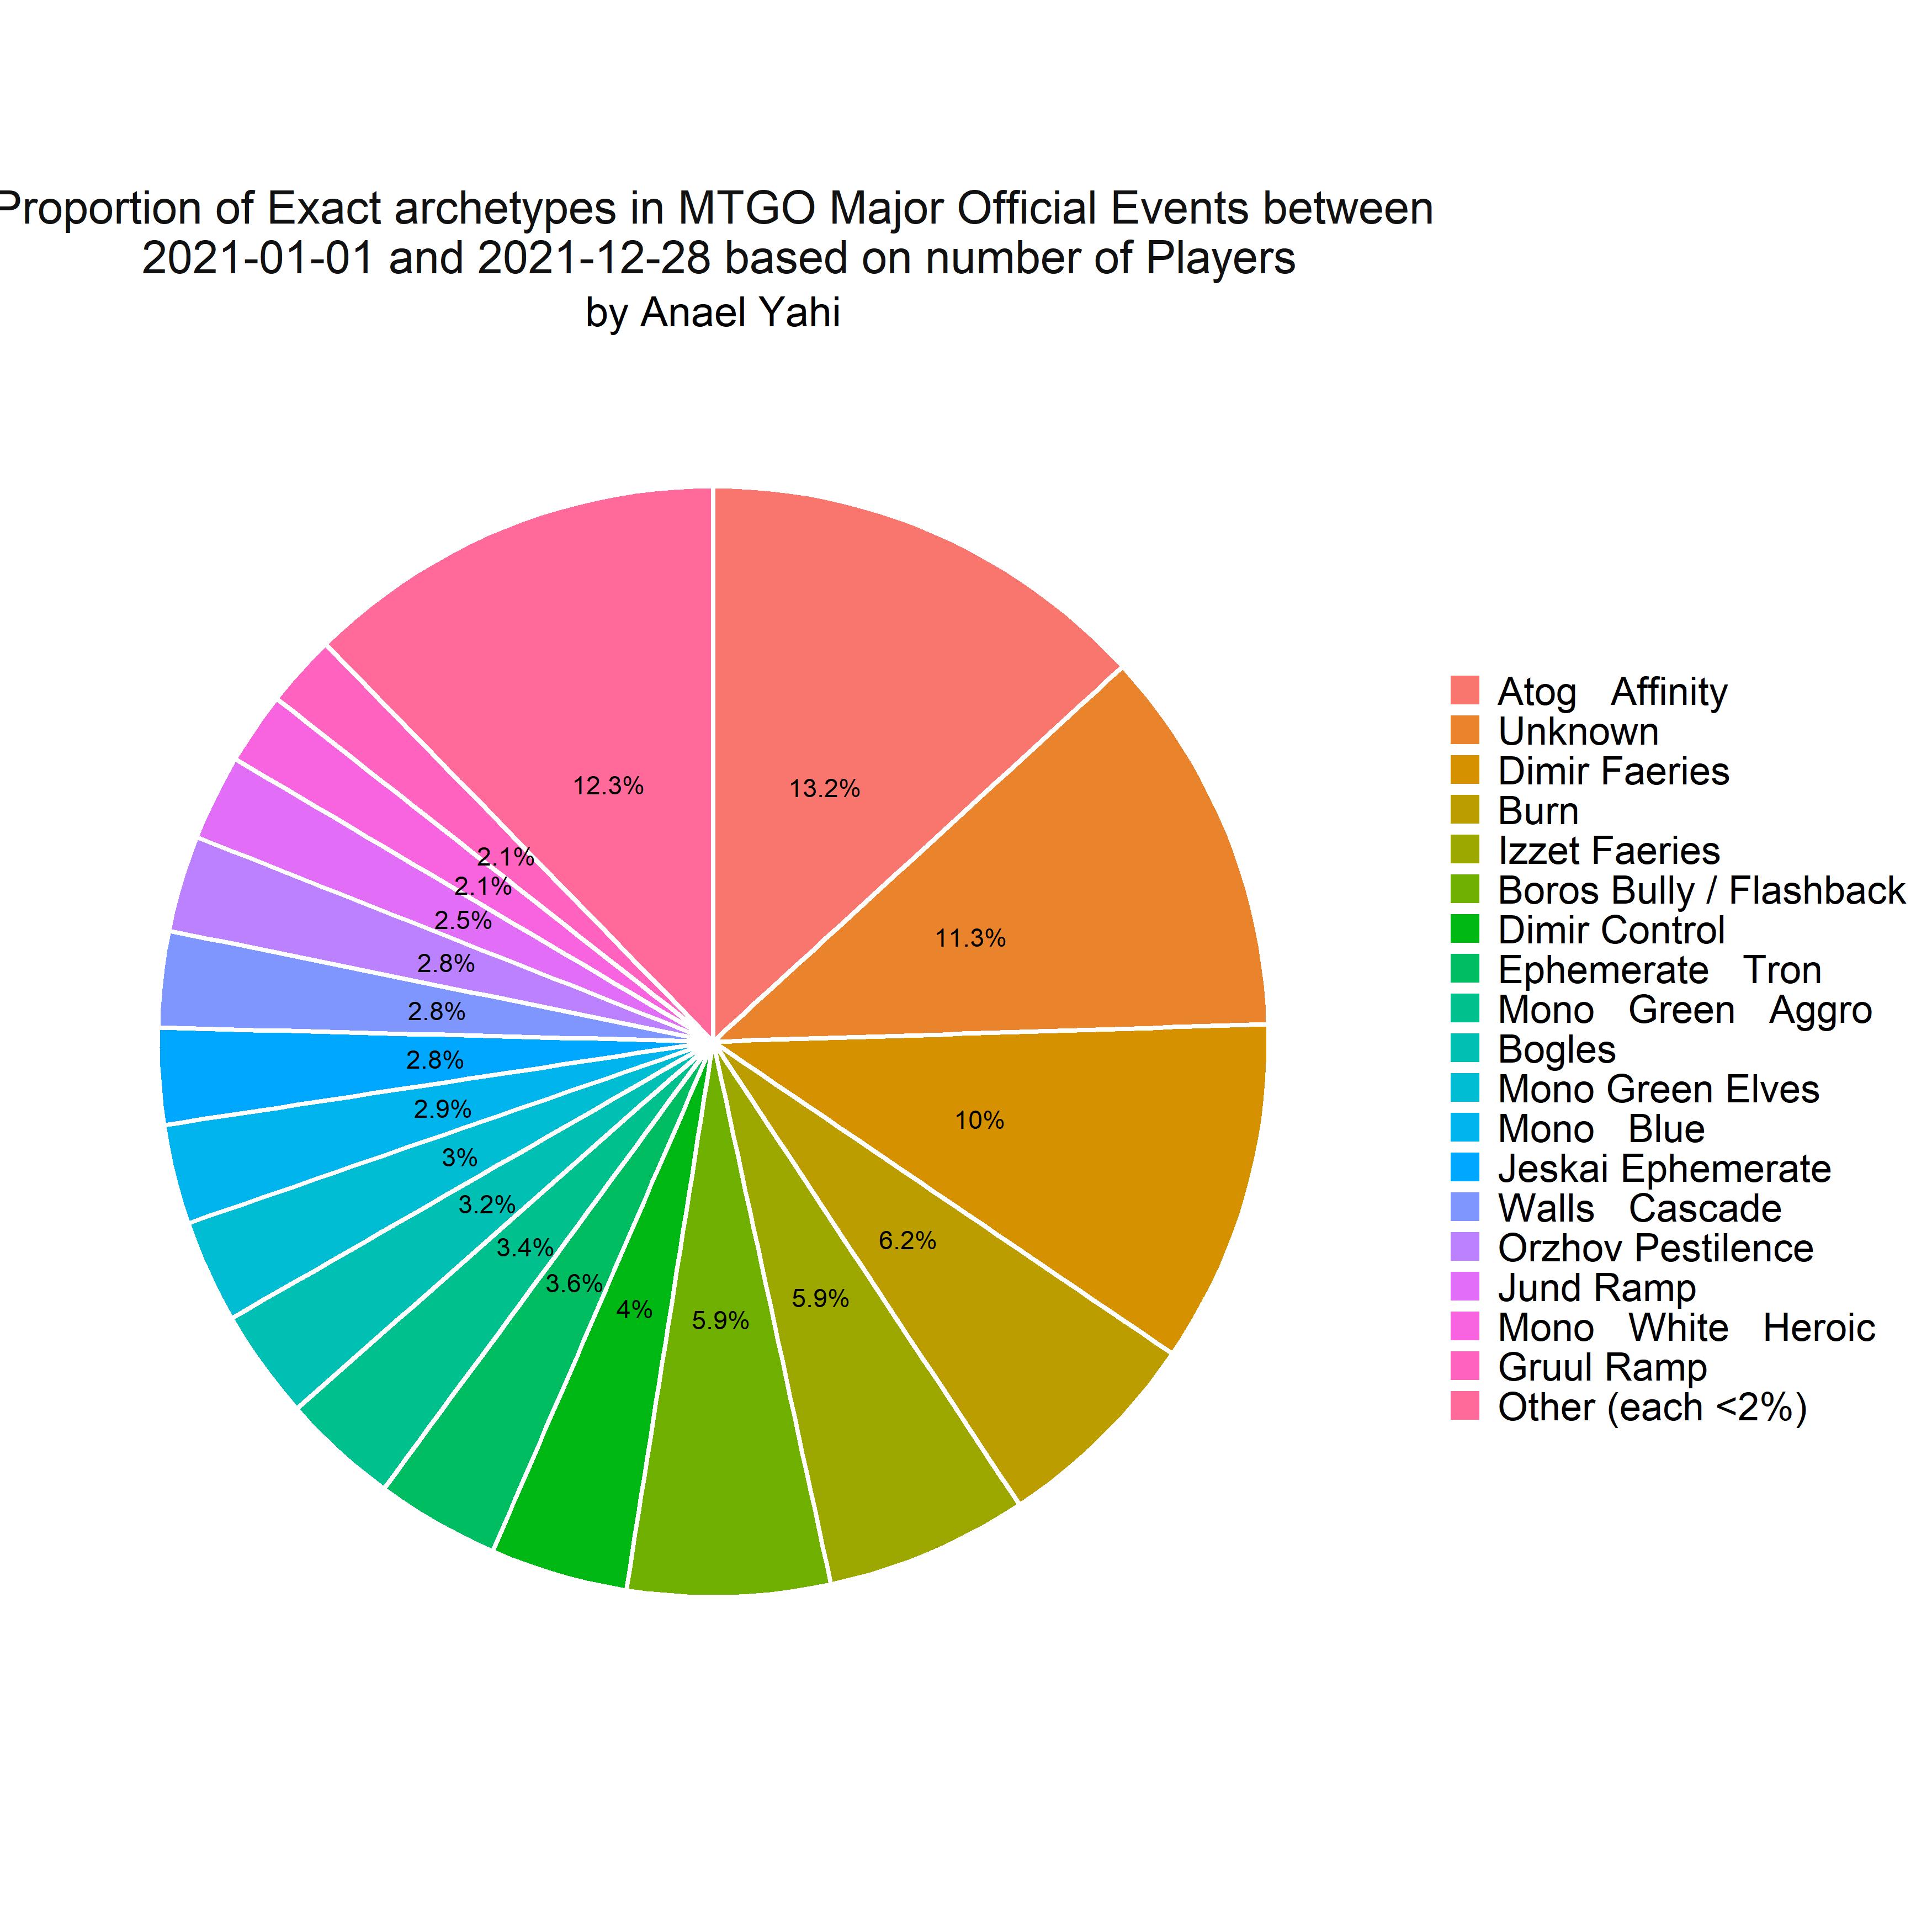 Proportion of Exact archetypes in MTGO Major Official Events between
2021-01-01 and 2021-12-28 based on number of Players
by Anael Yahi
12.3%
13.2%
2.1%
2.1%
2.5%
11.3%
2.8%
2.8%
2.8%
2.9%
10%
3%
3.2%
3.4%
6.2%
3.6%
5.9%
4%
5.9%
Atog Affinity
Unknown
Dimir Faeries
Burn
Izzet Faeries
Boros Bully / Flashback
Dimir Control
Ephemerate Tron
Mono Green Aggro
Bogles
Mono Green Elves
Mono Blue
Jeskai Ephemerate
Walls Cascade
Orzhov Pestilence
Jund Ramp
Mono White Heroic
Gruul Ramp
Other (each <2%)